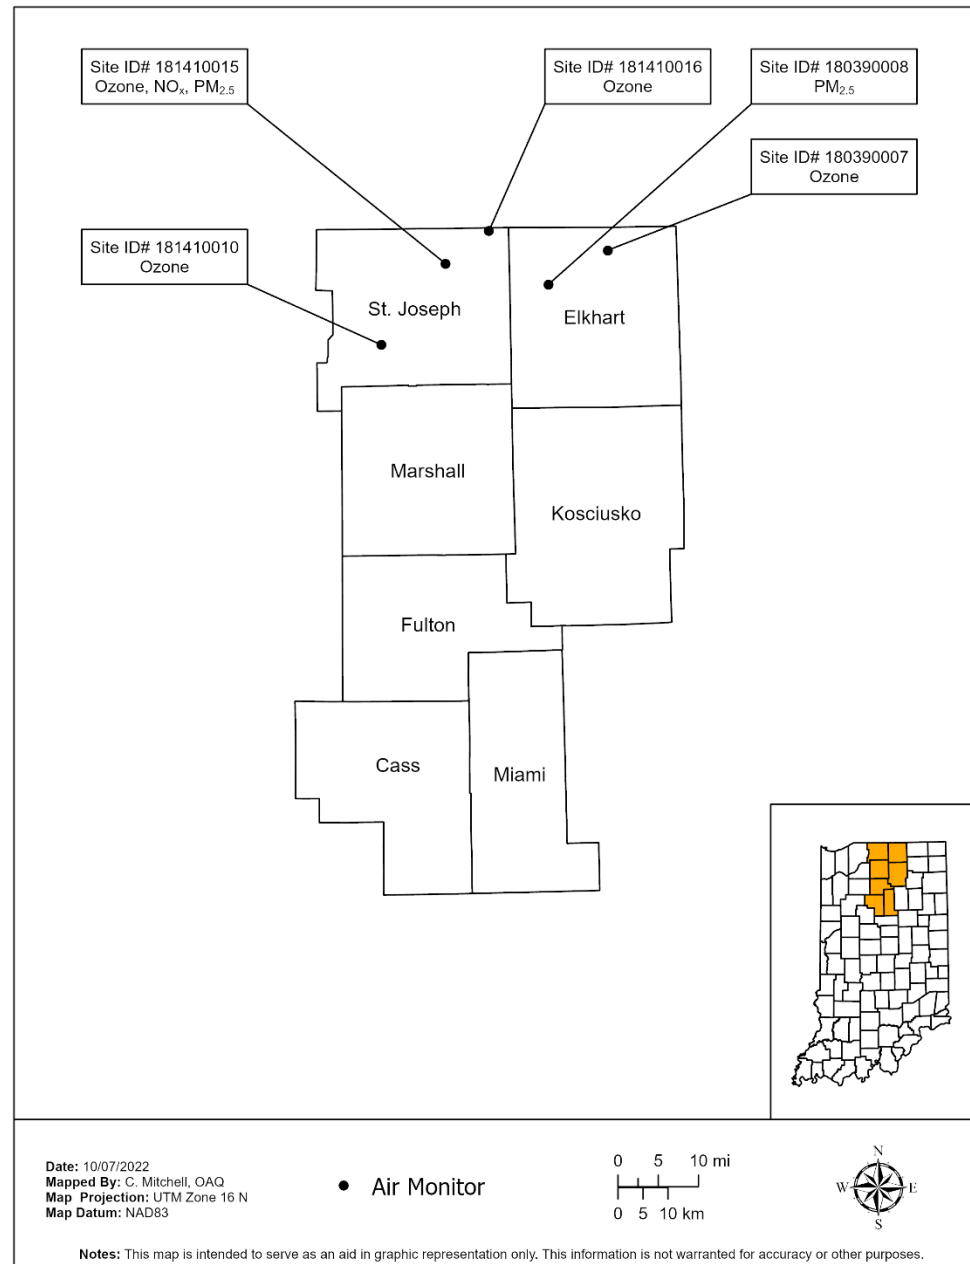 Site ID# 181410015
Ozone, NOₓ, PM₂.₅
Site ID# 181410016
Ozone
Site ID# 180390008
PM₂.₅
Site ID# 180390007
Ozone
Site ID# 181410010
Ozone
St. Joseph
Elkhart
Marshall
Kosciusko
Fulton
Cass
Miami
Date: 10/07/2022
Mapped By: C. Mitchell, OAQ
Map Projection: UTM Zone 16 N
Map Datum: NAD83
Air Monitor
0 5 10 mi
0 5 10 km
N
W E
S
Notes: This map is intended to serve as an aid in graphic representation only. This information is not warranted for accuracy or other purposes.